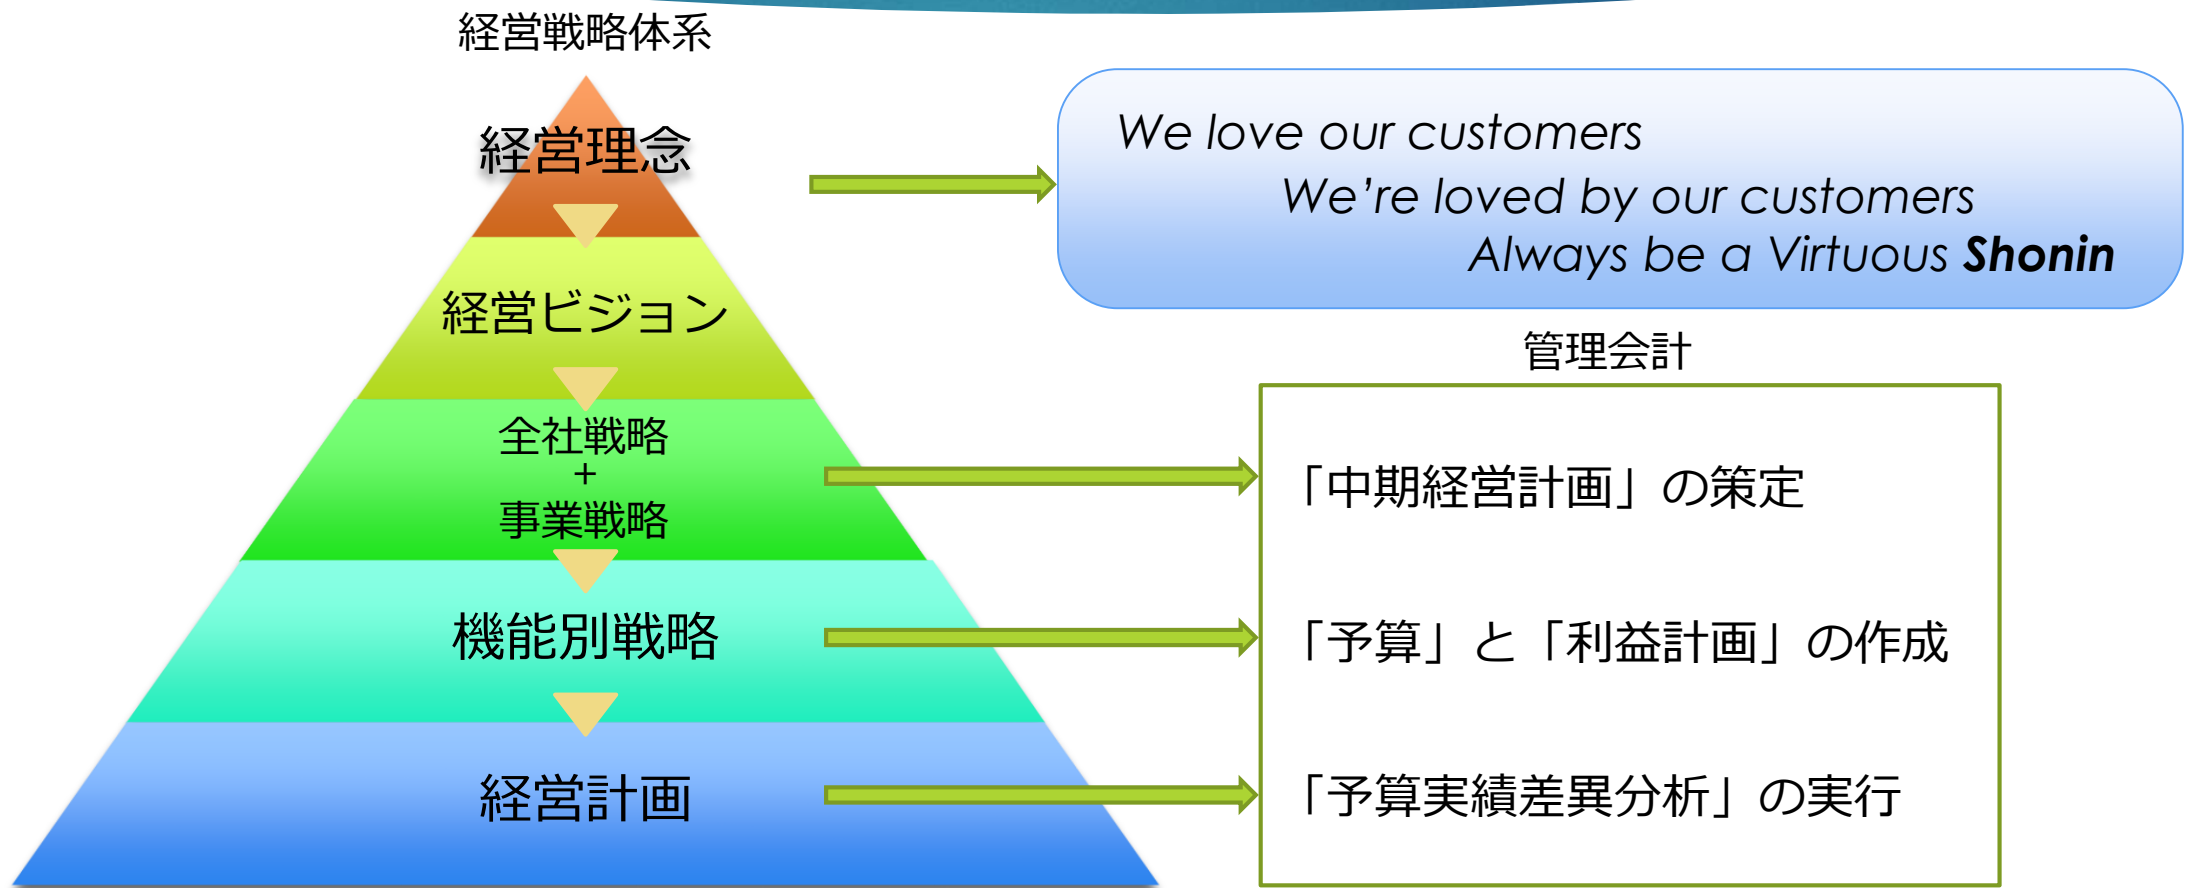 経営戦略体系
経営理念
経営ビジョン
全社戦略
+
事業戦略
機能別戦略
経営計画
We love our customers
We're loved by our customers
Always be a Virtuous Shonin
管理会計
「中期経営計画」の策定
「予算」と「利益計画」の作成
「予算実績差異分析」の実行